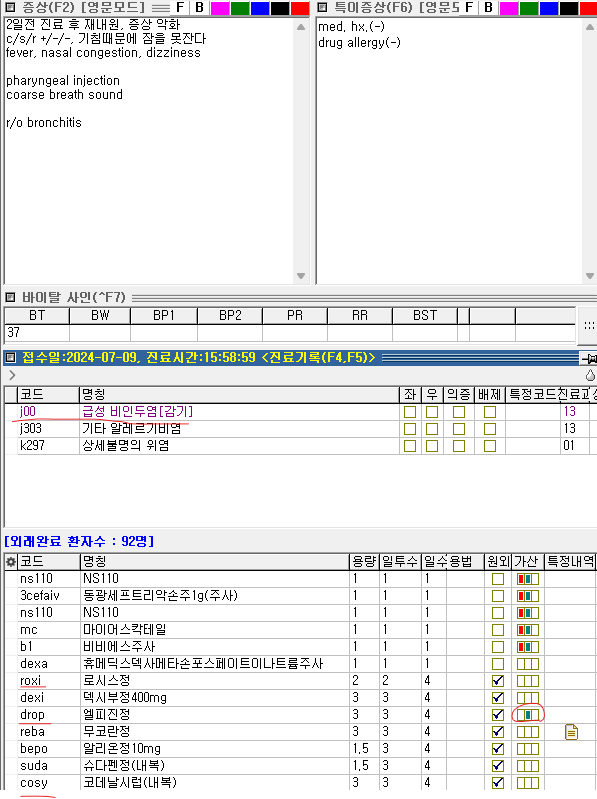 증상(F2) [영문모드] F B
2일전 진료 후 재내원, 증상 악화
c/s/r +/-/-, 기침때문에 잠을 못잔다
fever, nasal congestion, dizziness
pharyngeal injection
coarse breath sound
r/o bronchitis
특이증상(F6) [영문모 F B
med, hx,(-)
drug allergy(-)
바이탈 사인(^F7)
BT BW BP1 BP2 PR RR BST
37
접수일:2024-07-09, 진료시간:15:58:59 <진료기록(F4,F5)>
코드 명칭 좌 우 의증 배제 특정코드 진료과
j00 급성 비인두염[감기] 13
j303 기타 알레르기비염 13
k297 상세불명의 위염 01
[외래완료 환자수 : 92명]
코드 명칭 용량 일투수 일수 용법 원외 가산 특정내역
ns110 NS110 1 1 1
3cefaiv 동광세프트리악손주1g(주사) 1 1 1
ns110 NS110 1 1 1
mc 마이어스칵테일 1 1 1
b1 비비에스주사 1 1 1
dexa 휴메딕스덱사메타손포스페이트이나트륨주사 1 1 1
roxi 로시스정 2 2 4
dexi 덱시부정400mg 3 3 4
drop 엘피진정 3 3 4
reba 무코란정 3 3 4
bepo 알리온정10mg 1,5 3 4
suda 슈다펜정(내복) 1,5 3 4
cosy 코데날시럽(내복) 3 3 4